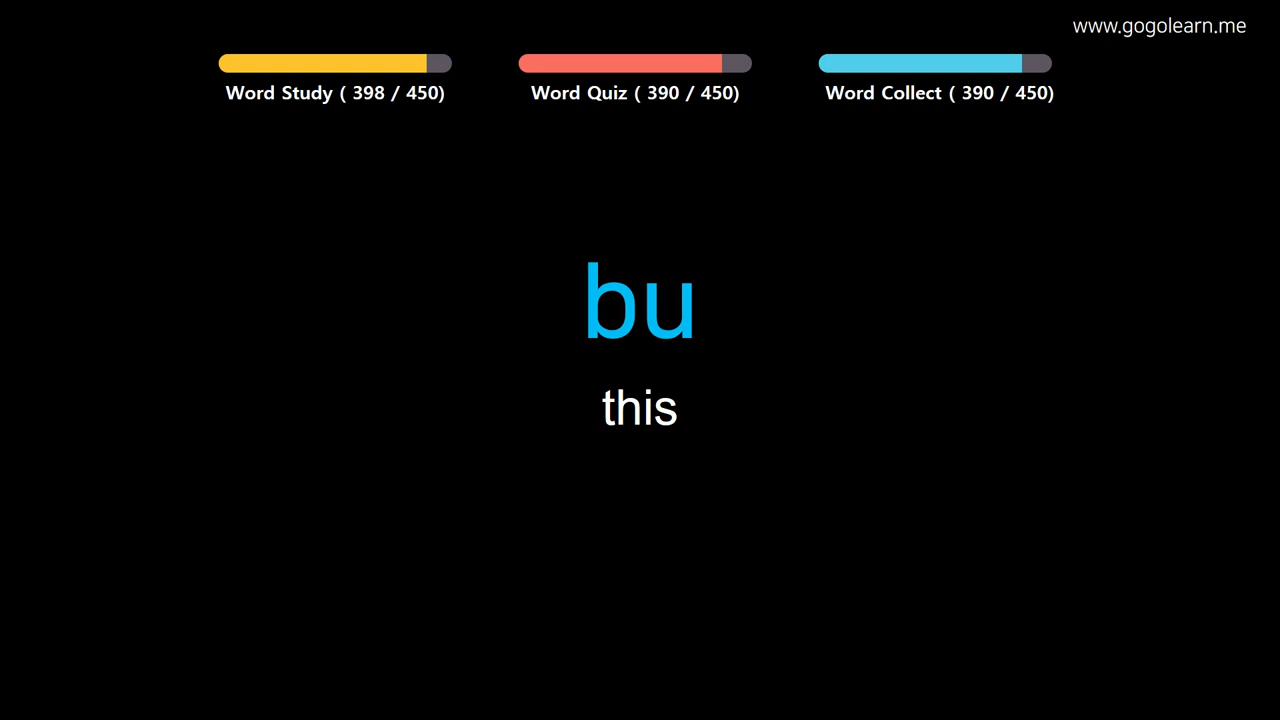 www.gogolearn.me
Word Study ( 398 / 450)
Word Quiz ( 390 / 450)
Word Collect ( 390 / 450)
bu
this